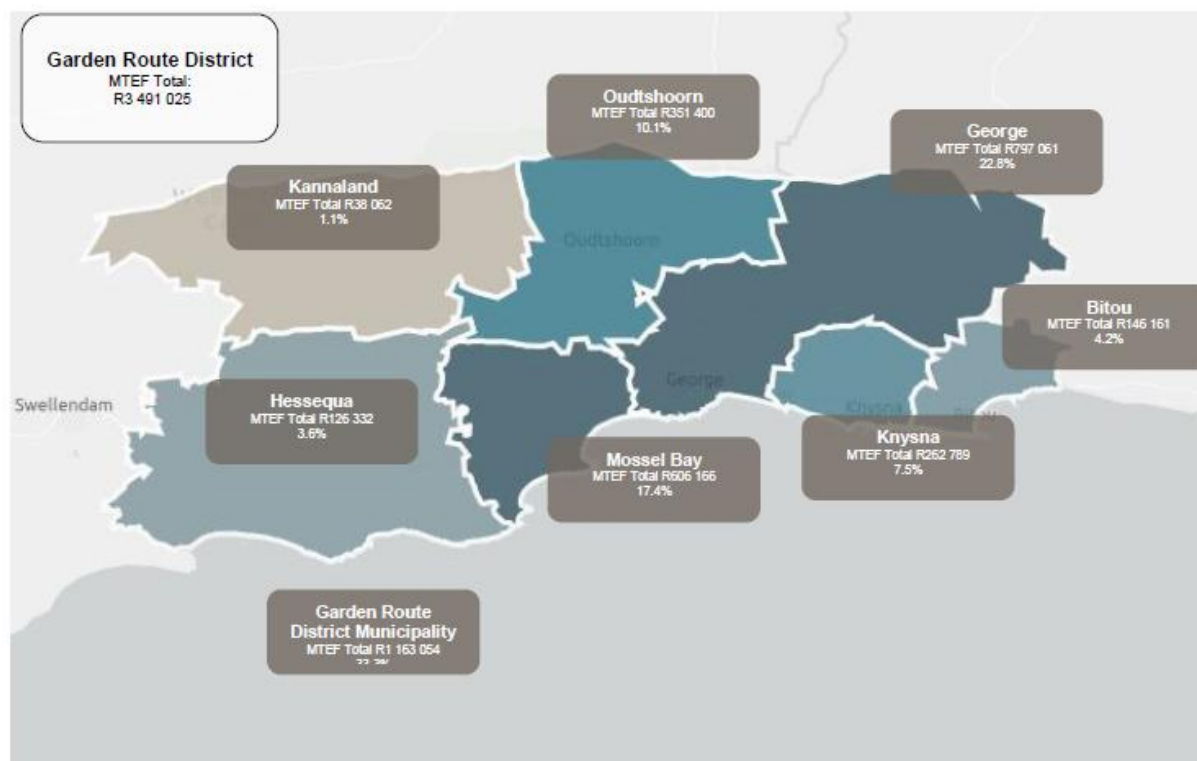 Garden Route District
MTEF Total:
R3 491 025
Oudtshoorn
MTEF Total R351 400
10.1%
George
MTEF Total R797 061
22.8%
Kannaland
MTEF Total R38 062
1.1%
Oudtshoorn
Bitou
MTEF Total R146 161
4.2%
Swellendam
Hessequa
MTEF Total R126 332
3.6%
George
Knysna
Mossel Bay
MTEF Total R606 166
17.4%
Knysna
MTEF Total R262 789
7.5%
Garden Route
District Municipality
MTEF Total R1 163 054